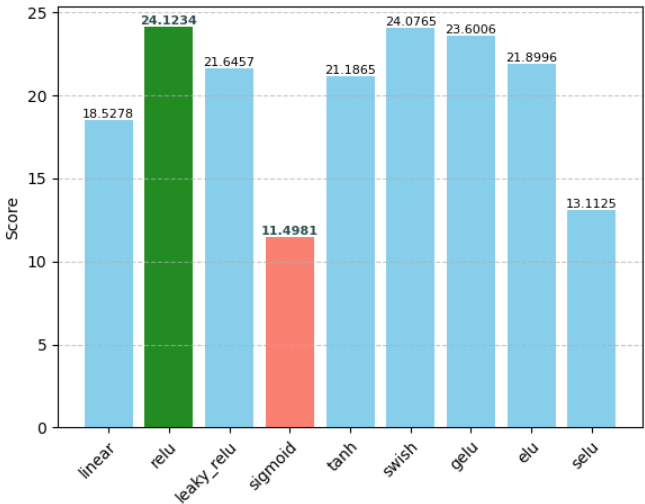 25
20
15
10
5
0
Score
18.5278
24.1234
21.6457
11.4981
21.1865
24.0765
23.6006
21.8996
13.1125
linear
relu
leaky_relu
sigmoid
tanh
swish
gelu
elu
selu